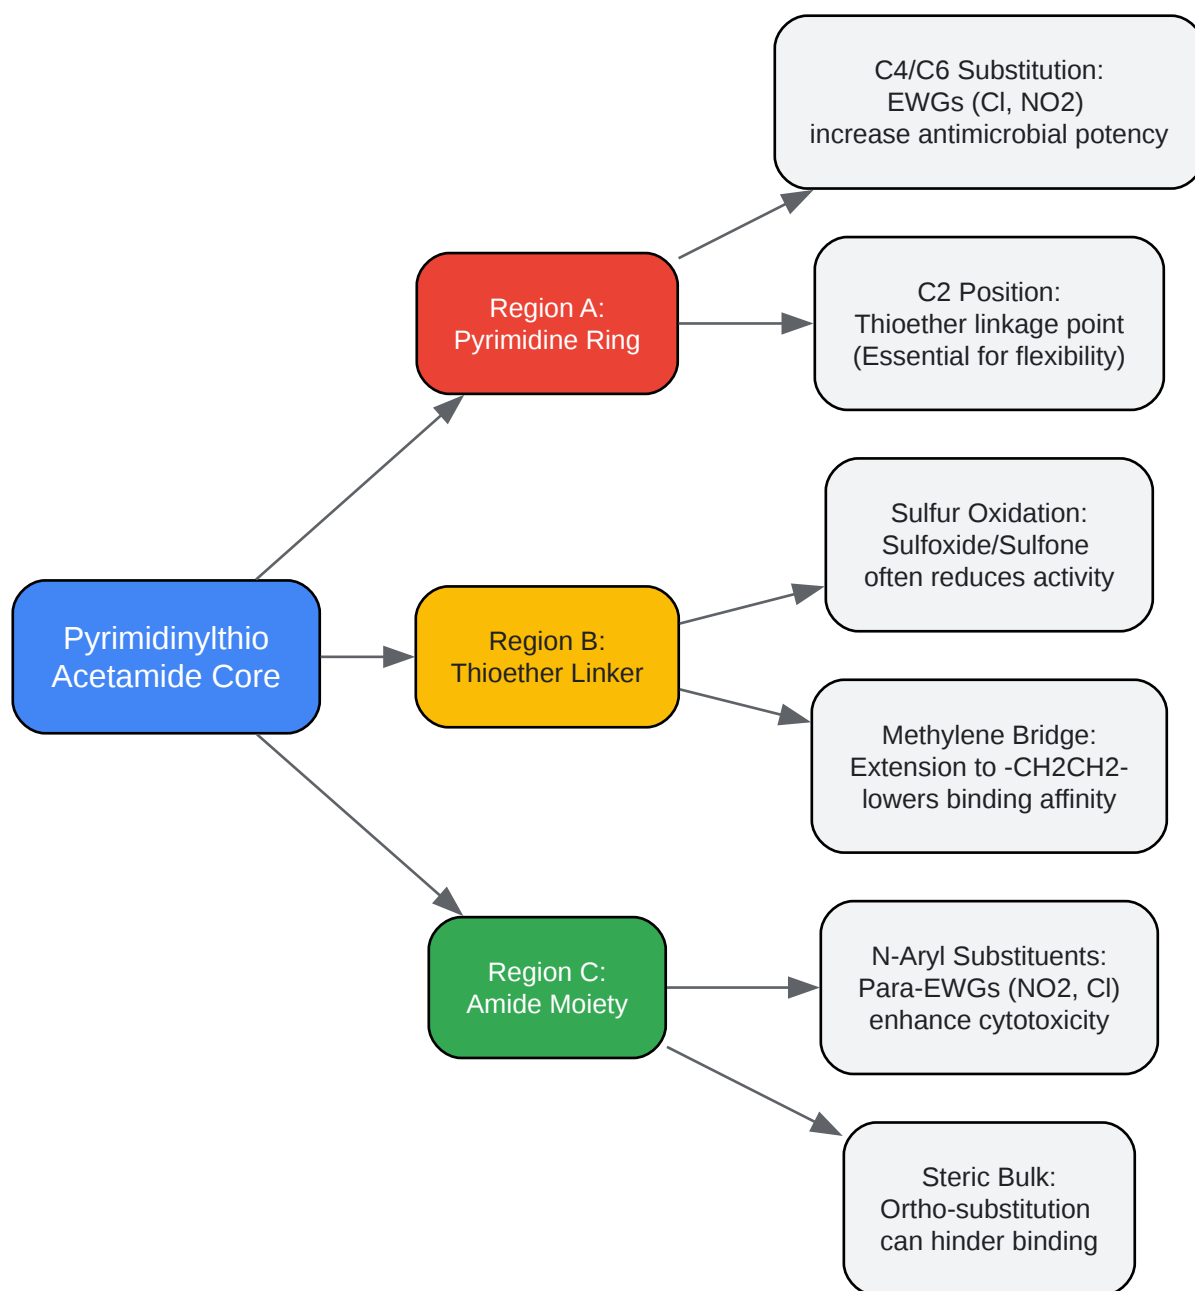 C4/C6 Substitution:
EWGs (Cl, NO2)
increase antimicrobial potency
Region A:
Pyrimidine Ring
C2 Position:
Thioether linkage point
(Essential for flexibility)
Sulfur Oxidation:
Sulfoxide/Sulfone
often reduces activity
Pyrimidinylthio
Acetamide Core
Region B:
Thioether Linker
Methylene Bridge:
Extension to -CH2CH2-
lowers binding affinity
Region C:
Amide Moiety
N-Aryl Substituents:
Para-EWGs (NO2, Cl)
enhance cytotoxicity
Steric Bulk:
Ortho-substitution
can hinder binding